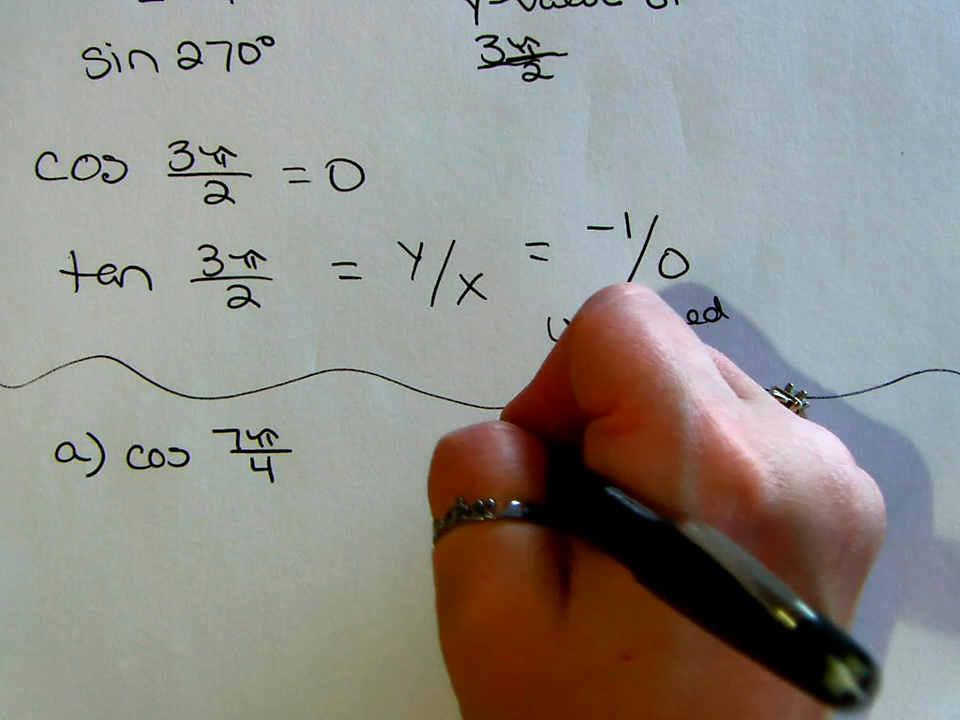 sin 270° 3π/2
cos 3π/2 = 0
tan 3π/2 = y/x = -1/0
a) cos 7π/4